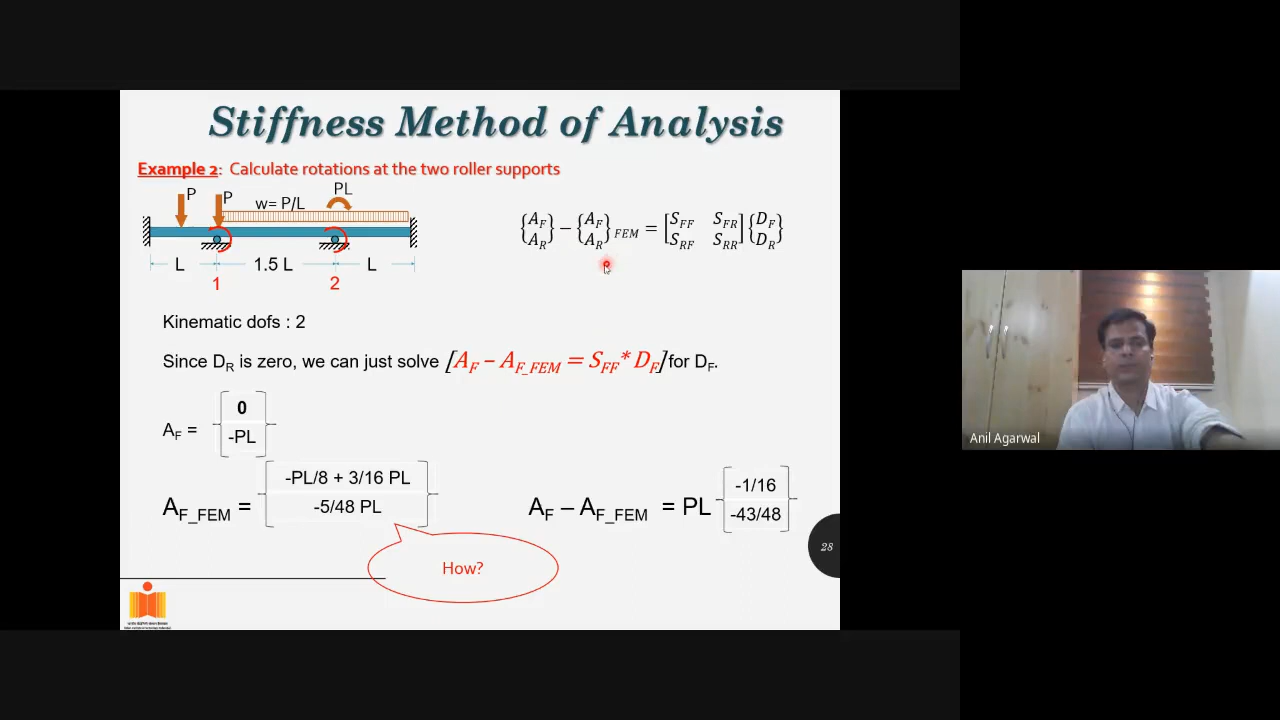 Stiffness Method of Analysis
Example 2: Calculate rotations at the two roller supports
P
P
w= P/L
PL
L
1.5 L
L
1
2
{A_F A_R} − {A_F A_R}_FEM = [S_FF S_FR S_RF S_RR] {D_F D_R}
Kinematic dofs : 2
Since D_R is zero, we can just solve [A_F – A_F_FEM = S_FF * D_F] for D_F.
A_F =
0
-PL
A_F_FEM =
-PL/8 + 3/16 PL
-5/48 PL
A_F – A_F_FEM = PL
-1/16
-43/48
How?
28
Anil Agarwal